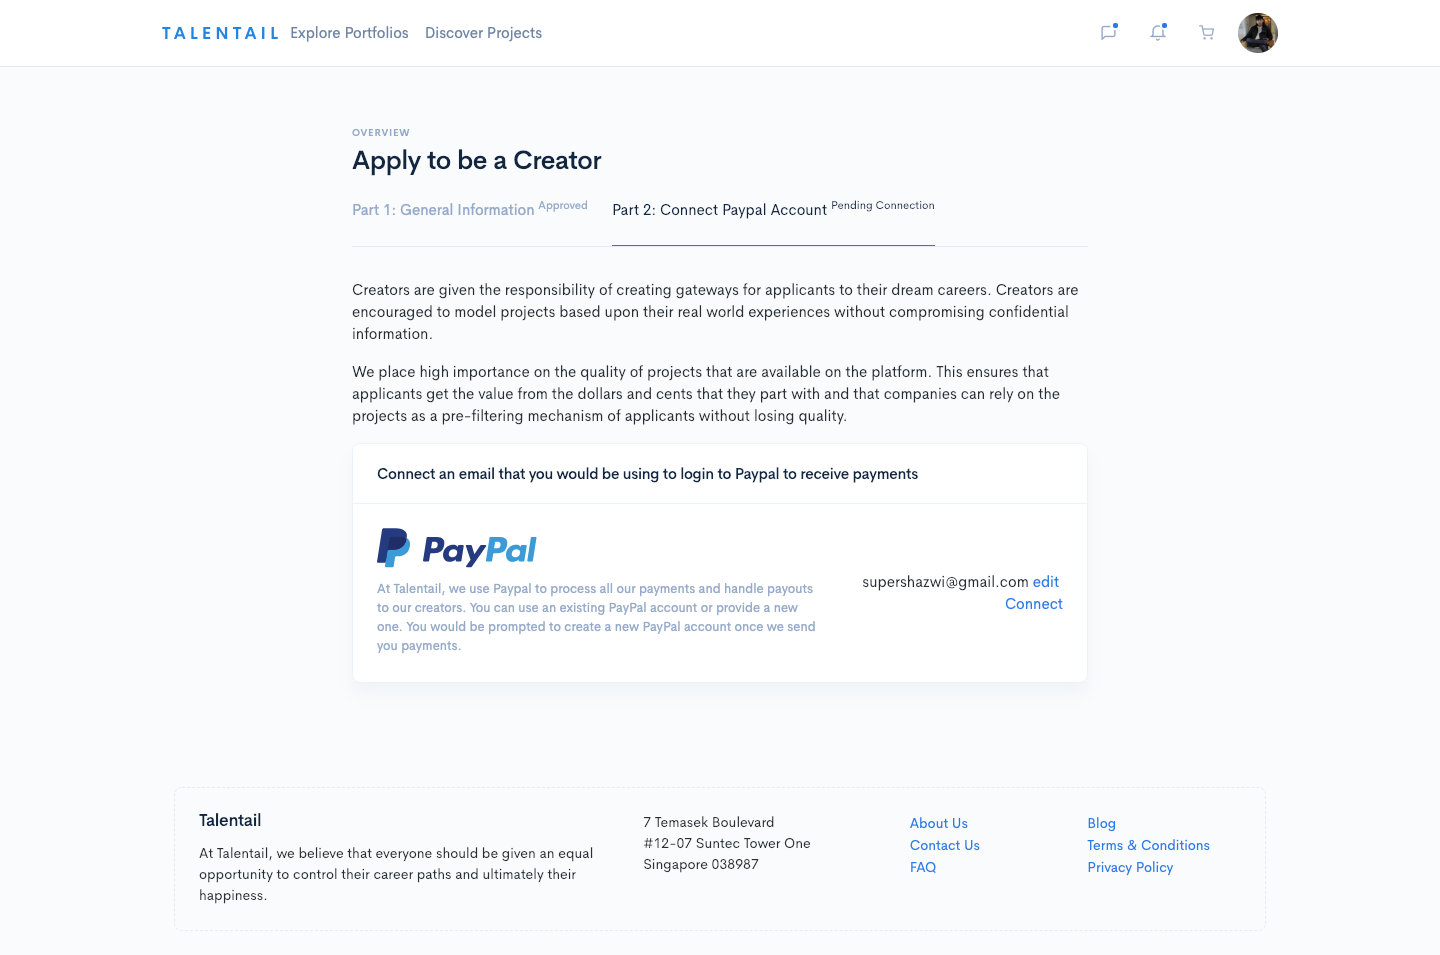 TALENTAIL Explore Portfolios Discover Projects
OVERVIEW
Apply to be a Creator
Part 1: General Information Approved Part 2: Connect Paypal Account Pending Connection
Creators are given the responsibility of creating gateways for applicants to their dream careers. Creators are
encouraged to model projects based upon their real world experiences without compromising confidential
information.
We place high importance on the quality of projects that are available on the platform. This ensures that
applicants get the value from the dollars and cents that they part with and that companies can rely on the
projects as a pre-filtering mechanism of applicants without losing quality.
Connect an email that you would be using to login to Paypal to receive payments
PayPal
At Talentail, we use Paypal to process all our payments and handle payouts
to our creators. You can use an existing PayPal account or provide a new
one. You would be prompted to create a new PayPal account once we send
you payments.
supershazwi@gmail.com edit
Connect
Talentail
At Talentail, we believe that everyone should be given an equal
opportunity to control their career paths and ultimately their
happiness.
7 Temasek Boulevard
#12-07 Suntec Tower One
Singapore 038987
About Us
Contact Us
FAQ
Blog
Terms & Conditions
Privacy Policy